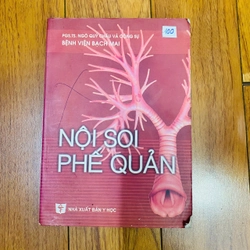 PGS.TS. NGÔ QUÝ CHÂU VÀ CỘNG SỰ
BỆNH VIỆN BẠCH MAI
100
NỘI SOI
PHẾ QUẢN
NHÀ XUẤT BẢN Y HỌC